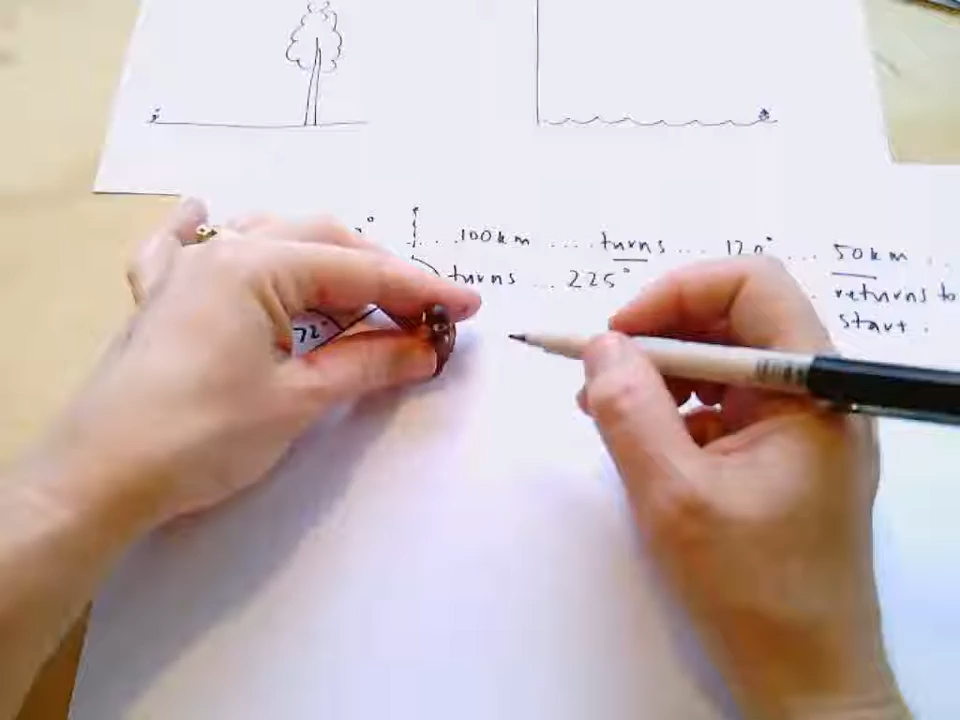 100km .... turns ... 120° ... 50km ..
turns ... 225°
returns to
start.
72°